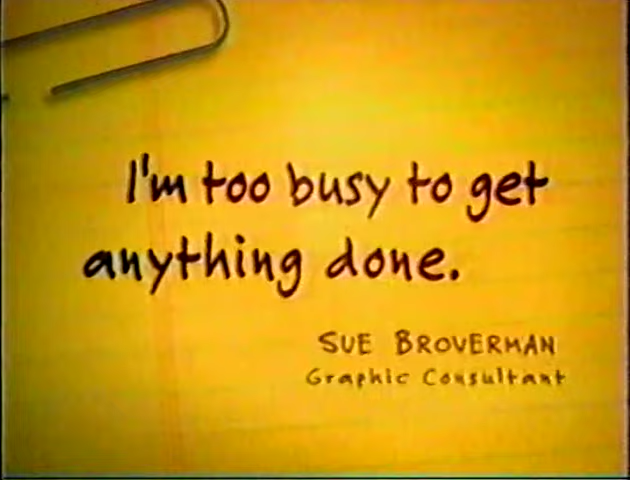 I'm too busy to get
anything done.
SUE BROVERMAN
Graphic Consultant